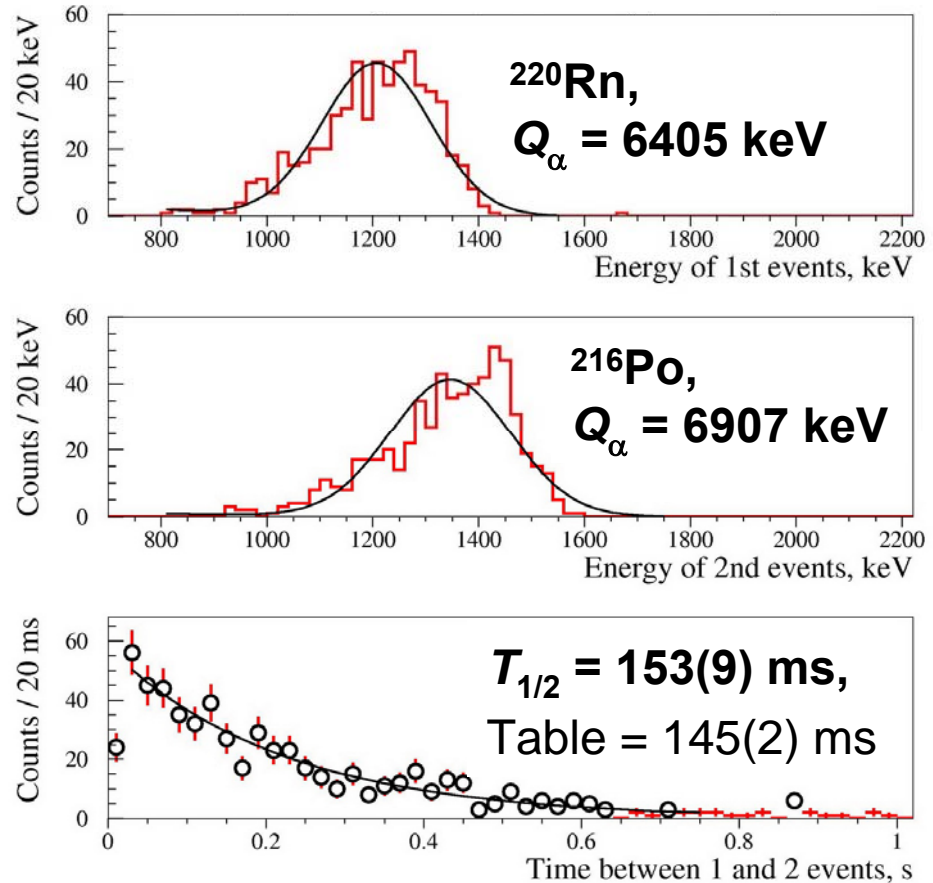 60
40
20
0
Counts / 20 keV
²²⁰Rn,
Qα = 6405 keV
800 1000 1200 1400 1600 1800 2000 2200
Energy of 1st events, keV
60
40
20
0
Counts / 20 keV
²¹⁶Po,
Qα = 6907 keV
800 1000 1200 1400 1600 1800 2000 2200
Energy of 2nd events, keV
60
40
20
0
Counts / 20 ms
T1/2 = 153(9) ms,
Table = 145(2) ms
0 0.2 0.4 0.6 0.8 1
Time between 1 and 2 events, s